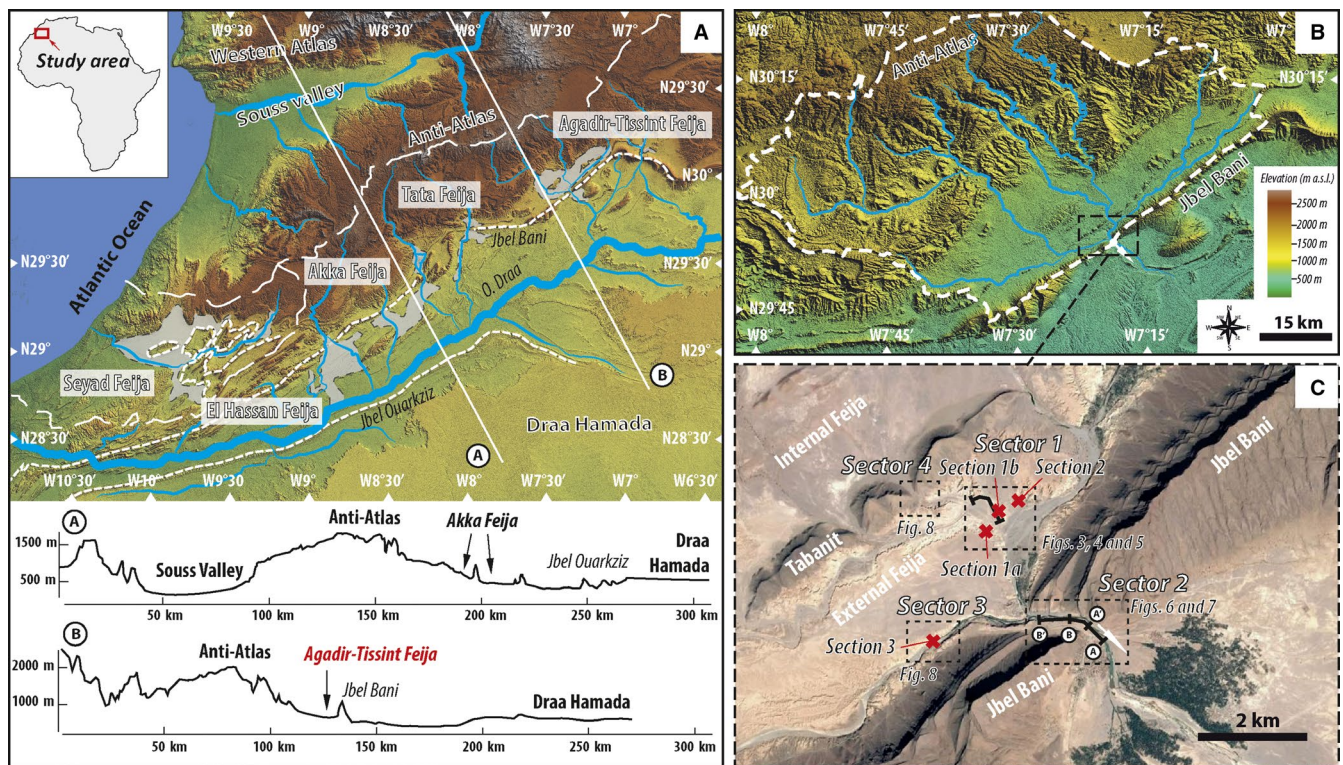 Study area
W9°30'
W9°
W8°30'
W8°
W7°
A
Western Atlas
Souss valley
N29°30'
Anti-Atlas
Agadir-Tissint Feija
Tata Feija
N30°
Jbel Bani
Atlantic Ocean
N29°30'
Akka Feija
O. Draa
N29°30'
N29°
N29°
Seyad Feija
B
El Hassan Feija
Jbel Ouarkziz
Draa Hamada
N28°30'
N28°30'
A
W10°30'
W10°
W9°30'
W9°
W8°30'
W8°
W7°30'
W7°
W6°30'
A
Anti-Atlas
Akka Feija
Draa
Hamada
1500 m
Souss Valley
Jbel Ouarkziz
500 m
50 km
100 km
150 km
200 km
250 km
300 km
B
2000 m
Anti-Atlas
Agadir-Tissint Feija
Jbel Bani
1000 m
Draa Hamada
50 km
100 km
150 km
200 km
250 km
300 km
W8°
W7°45'
W7°30'
W7°15'
B
Anti-Atlas
N30°15'
N30°15'
N30°
Jbel Bani
Elevation (m a.s.l.)
2500 m
2000 m
1500 m
1000 m
500 m
N29°45'
N
W
E
S
15 km
W8°
W7°45'
W7°30'
W7°15'
C
Internal Feija
Sector 1
Section 1b
Section 2
Sector 4
Jbel Bani
Fig. 8
Figs. 3, 4 and 5
Tabanit
Section 1a
External Feija
Sector 2
Figs. 6 and 7
Sector 3
A'
B'
B
A
Section 3
Fig. 8
Jbel Bani
2 km